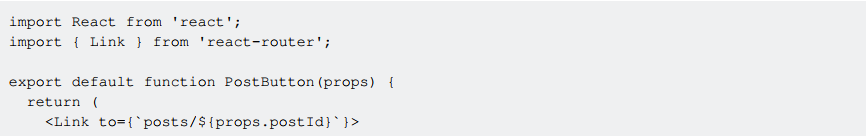 import React from 'react';
import { Link } from 'react-router';

export default function PostButton(props) {
  return (
    <Link to={`posts/${props.postId}`}>